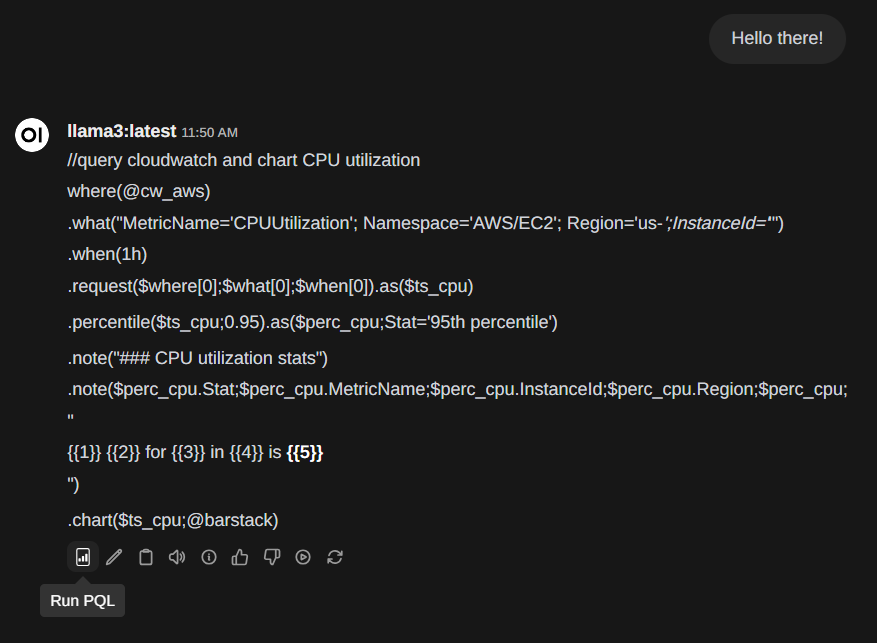 Hello there!
OI
llama3:latest 11:50 AM
//query cloudwatch and chart CPU utilization
where(@cw_aws)
.what("MetricName='CPUUtilization'; Namespace='AWS/EC2'; Region='us-';InstanceId=''")
.when(1h)
.request($where[0];$what[0];$when[0]).as($ts_cpu)
.percentile($ts_cpu;0.95).as($perc_cpu;Stat='95th percentile')
.note("### CPU utilization stats")
.note($perc_cpu.Stat;$perc_cpu.MetricName;$perc_cpu.InstanceId;$perc_cpu.Region;$perc_cpu;
"
{{1}} {{2}} for {{3}} in {{4}} is {{5}}
")
.chart($ts_cpu;@barstack)
Run PQL